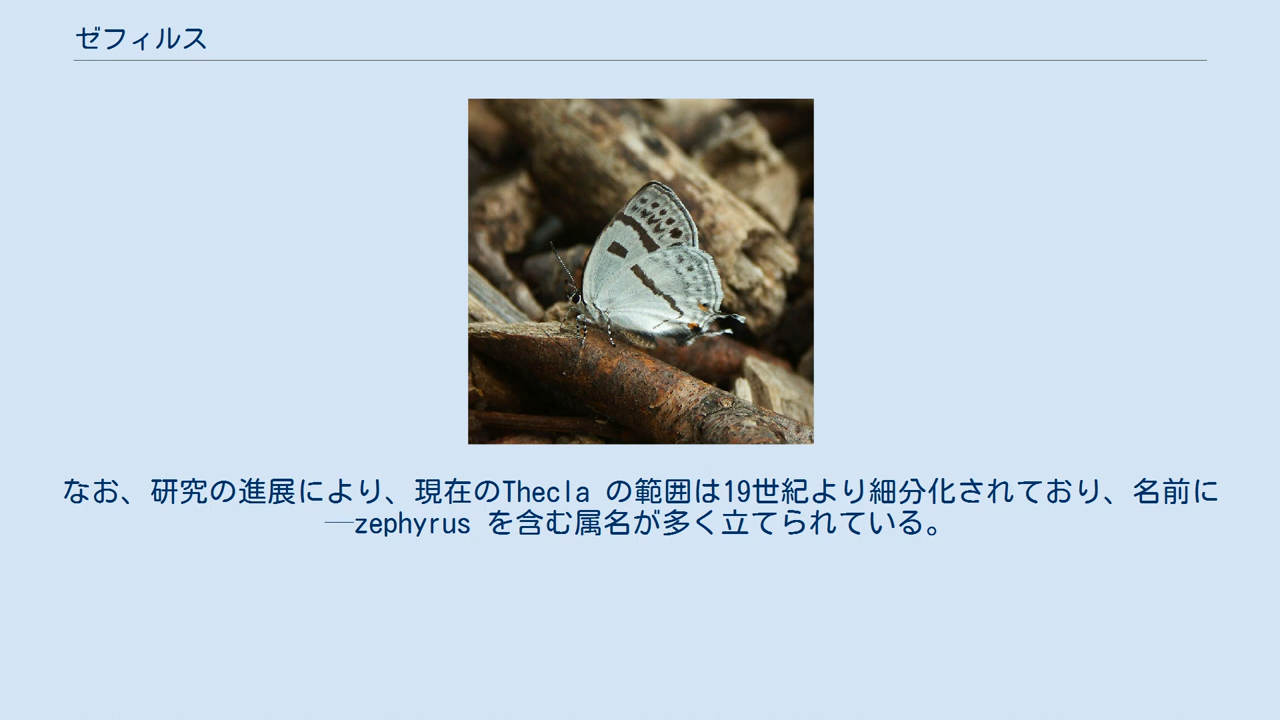 ゼフィルス
なお、研究の進展により、現在のThecla の範囲は19世紀より細分化されており、名前に
―zephyrus を含む属名が多く立てられている。